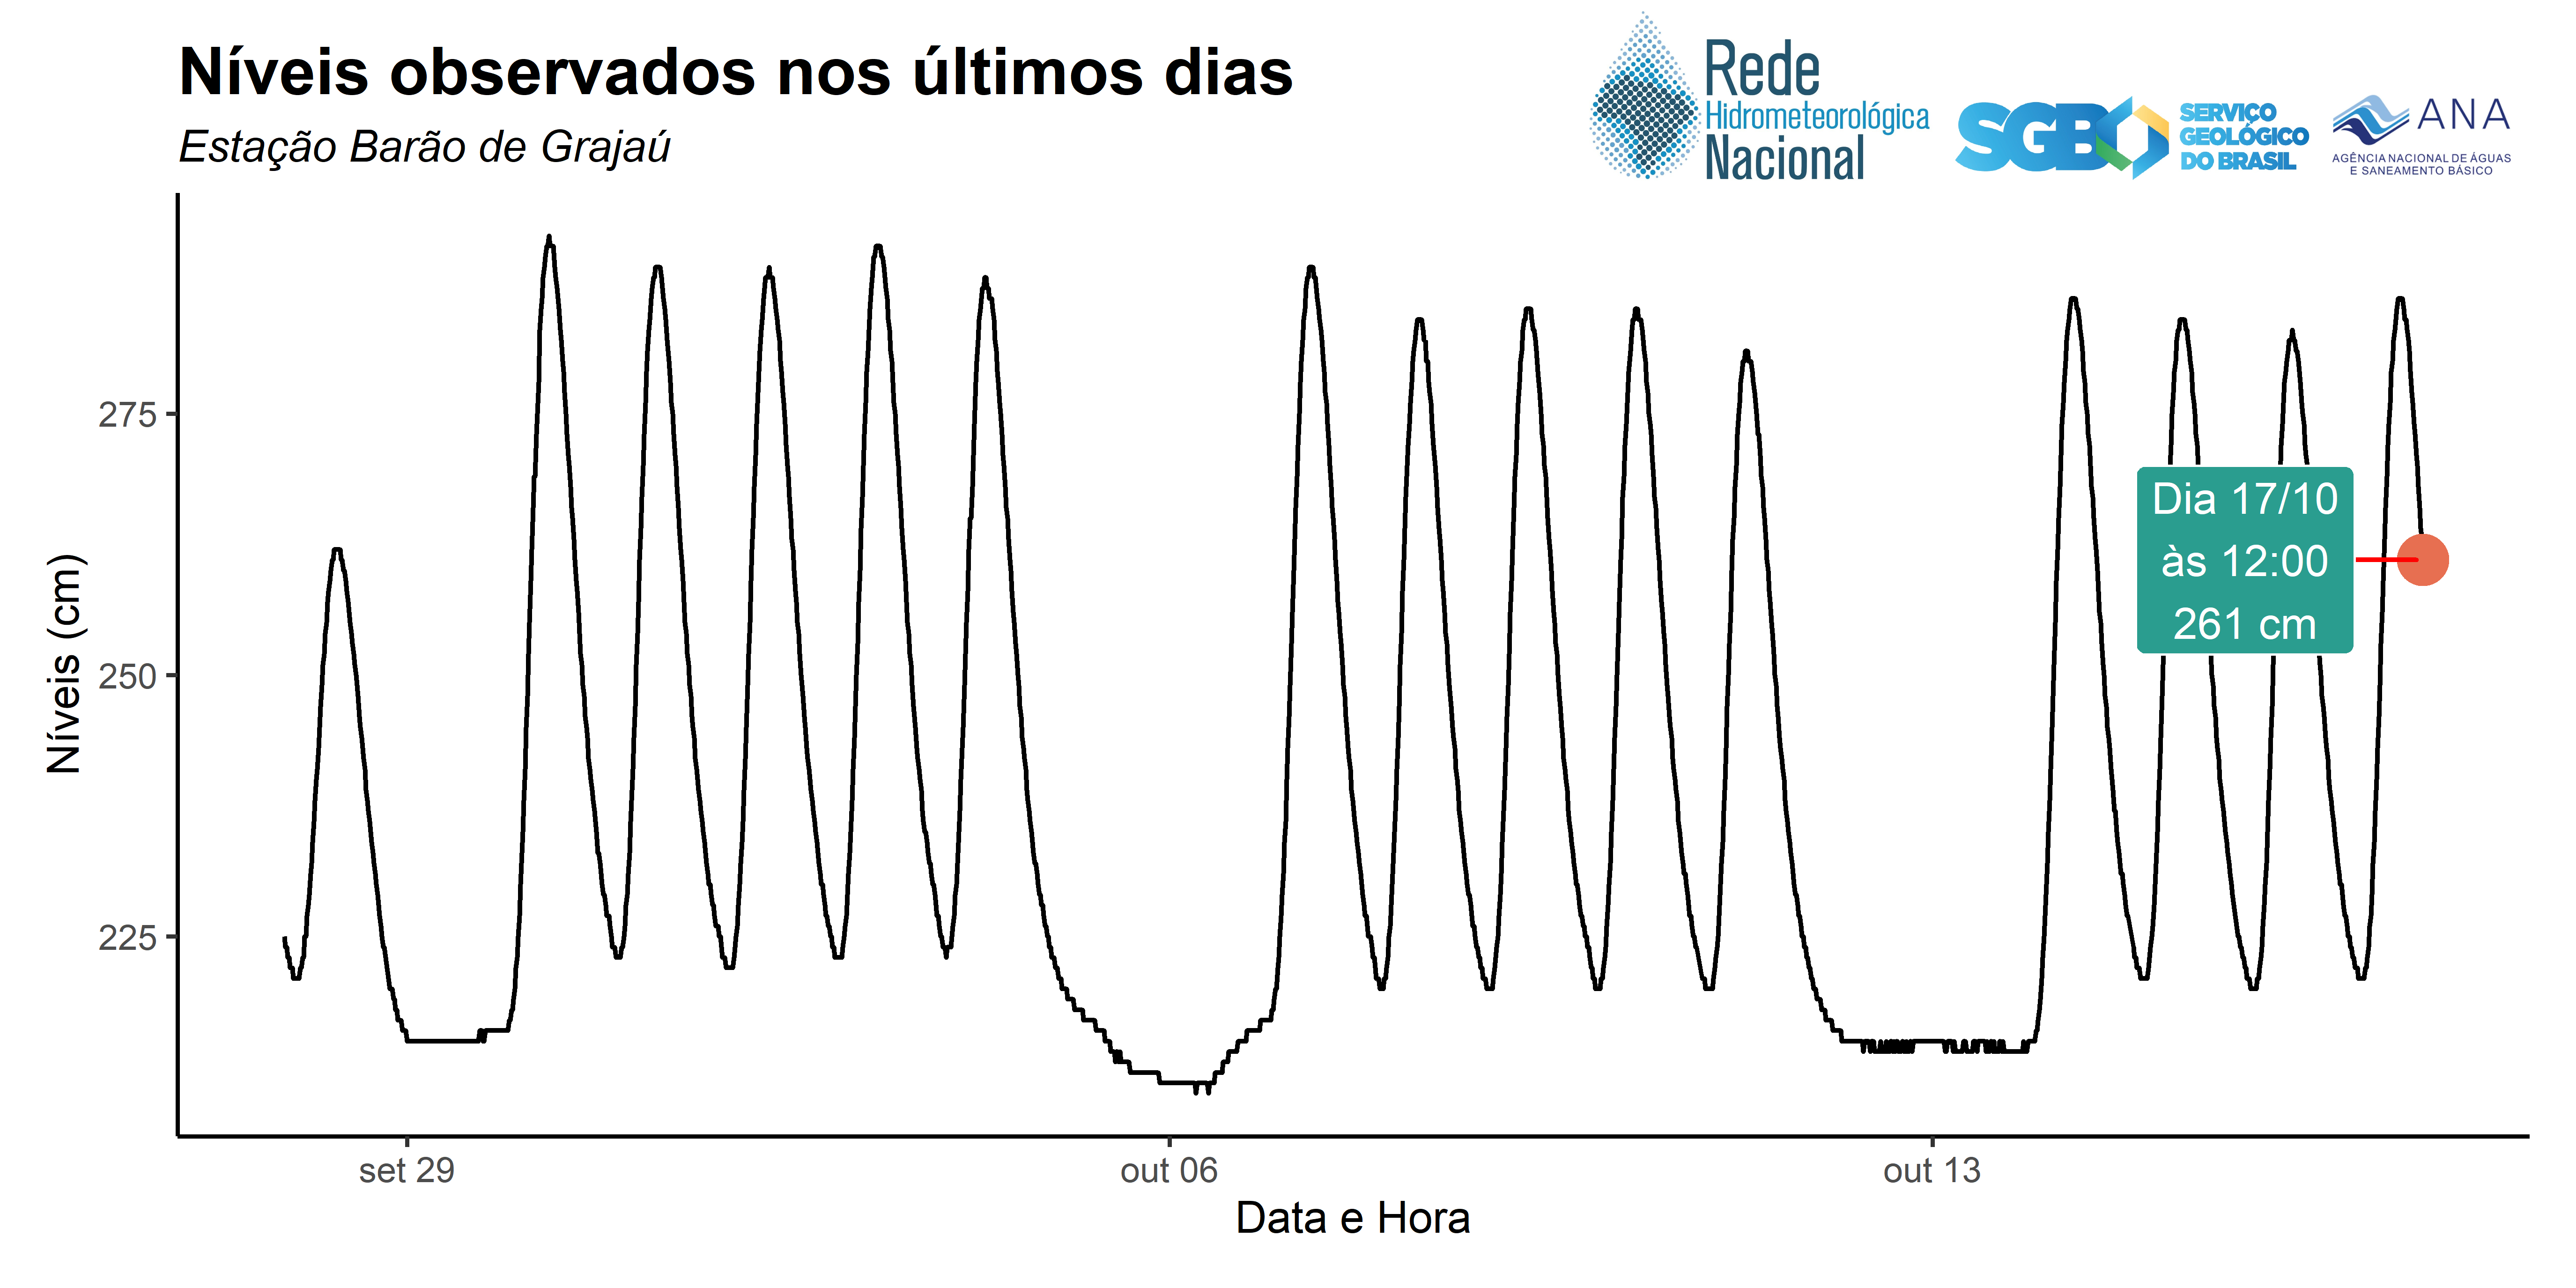 Níveis observados nos últimos dias
Estação Barão de Grajaú
Rede
Hidrometeorológica
Nacional
SGB
SERVIÇO
GEOLÓGICO
DO BRASIL
ANA
AGÊNCIA NACIONAL DE ÁGUAS
E SANEAMENTO BÁSICO
Níveis (cm)
275
250
225
Dia 17/10
às 12:00
261 cm
set 29
out 06
out 13
Data e Hora